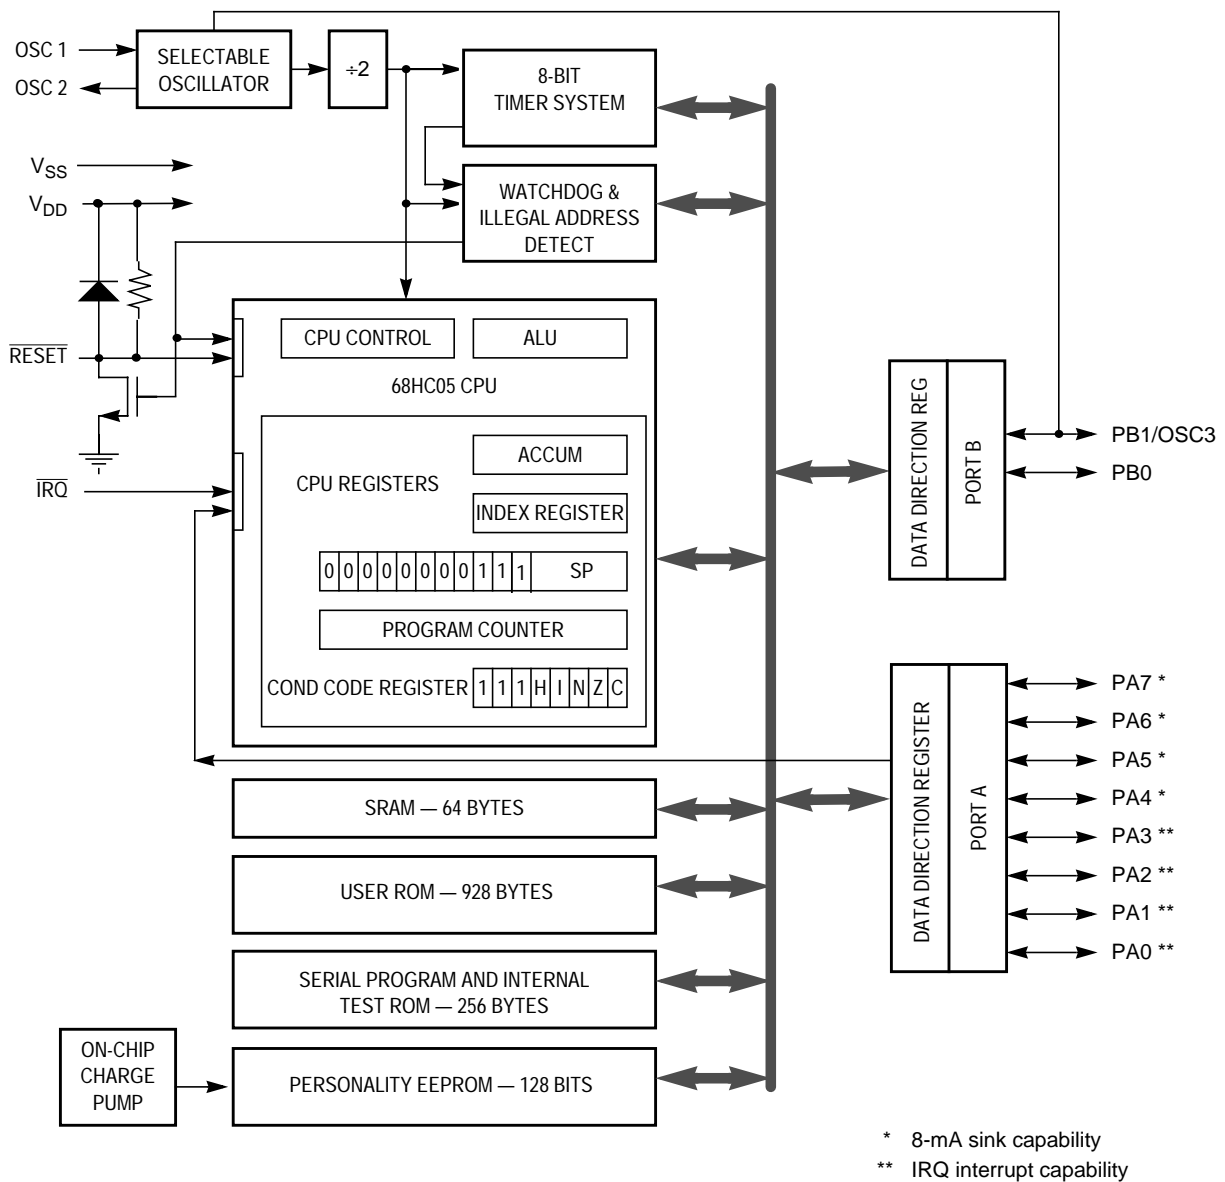 OSC 1
OSC 2
SELECTABLE
OSCILLATOR
÷2
8-BIT
TIMER SYSTEM
VSS
VDD
WATCHDOG &
ILLEGAL ADDRESS
DETECT
RESET
IRQ
CPU CONTROL
ALU
68HC05 CPU
CPU REGISTERS
ACCUM
INDEX REGISTER
0 0 0 0 0 0 0 0 1 1 1 SP
PROGRAM COUNTER
COND CODE REGISTER 1 1 1 H I N Z C
DATA DIRECTION REG
PORT B
PB1/OSC3
PB0
DATA DIRECTION REGISTER
PORT A
PA7 *
PA6 *
PA5 *
PA4 *
PA3 **
PA2 **
PA1 **
PA0 **
SRAM — 64 BYTES
USER ROM — 928 BYTES
SERIAL PROGRAM AND INTERNAL
TEST ROM — 256 BYTES
ON-CHIP
CHARGE
PUMP
PERSONALITY EEPROM — 128 BITS
* 8-mA sink capability
** IRQ interrupt capability